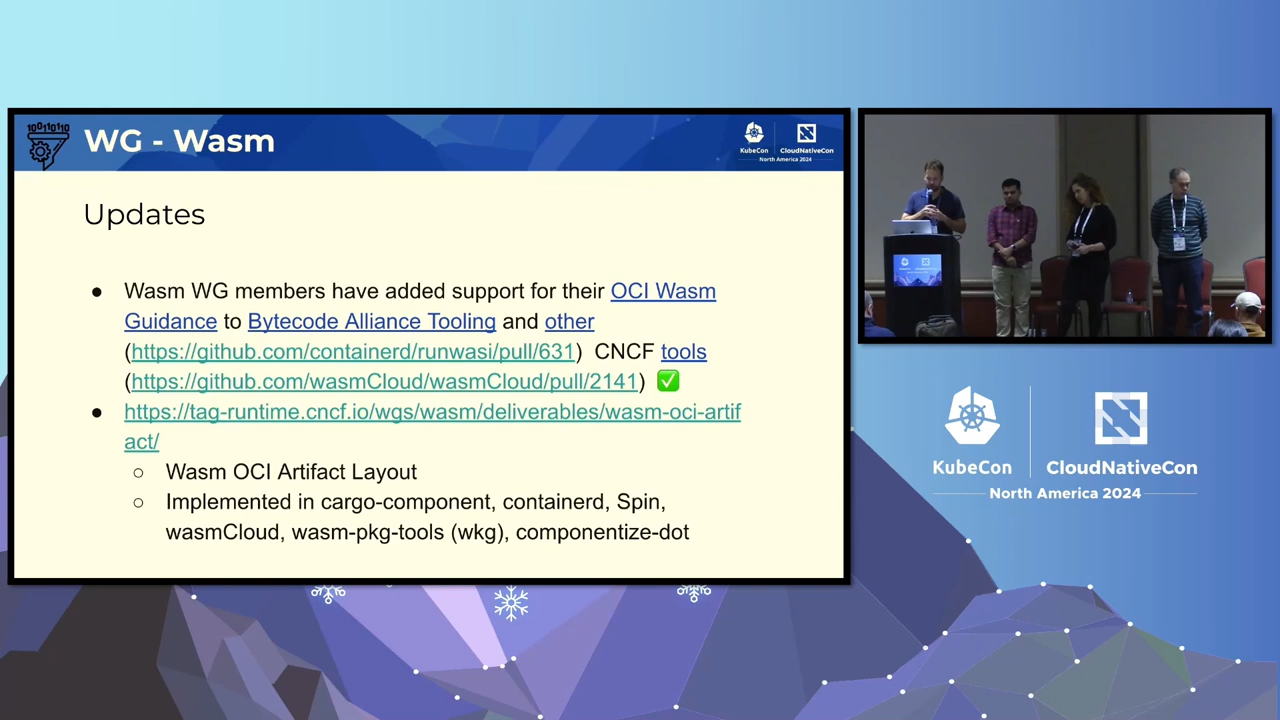 100110110
WG - Wasm
KubeCon
CloudNativeCon
North America 2024
Updates
● Wasm WG members have added support for their OCI Wasm
Guidance to Bytecode Alliance Tooling and other
(https://github.com/containerd/runwasi/pull/631) CNCF tools
(https://github.com/wasmCloud/wasmCloud/pull/2141) ✅
● https://tag-runtime.cncf.io/wgs/wasm/deliverables/wasm-oci-artif
act/
○ Wasm OCI Artifact Layout
○ Implemented in cargo-component, containerd, Spin,
wasmCloud, wasm-pkg-tools (wkg), componentize-dot
KubeCon
CloudNativeCon
North America 2024